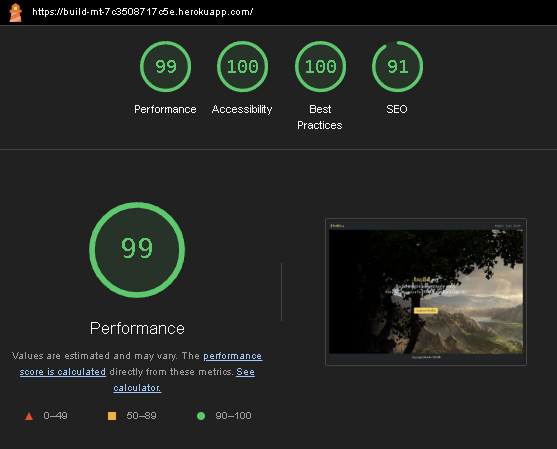 https://build-mt-7c3508717c5e.herokuapp.com/
99
100
100
91
Performance
Accessibility
Best
Practices
SEO
99
Performance
Values are estimated and may vary. The performance
score is calculated directly from these metrics. See
calculator.
0–49
50–89
90–100